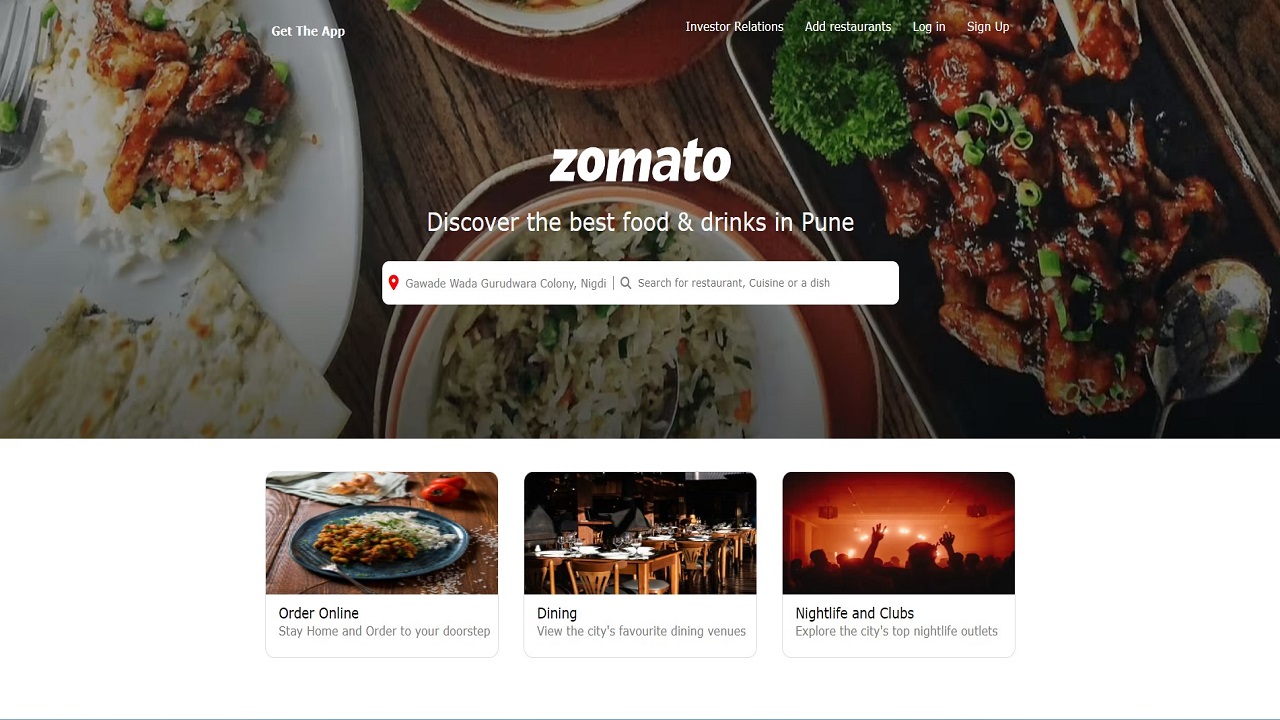 Get The App
Investor Relations Add restaurants Log in Sign Up
zomato
Discover the best food & drinks in Pune
Gawade Wada Gurudwara Colony, Nigdi | Search for restaurant, Cuisine or a dish
Order Online
Stay Home and Order to your doorstep
Dining
View the city's favourite dining venues
Nightlife and Clubs
Explore the city's top nightlife outlets